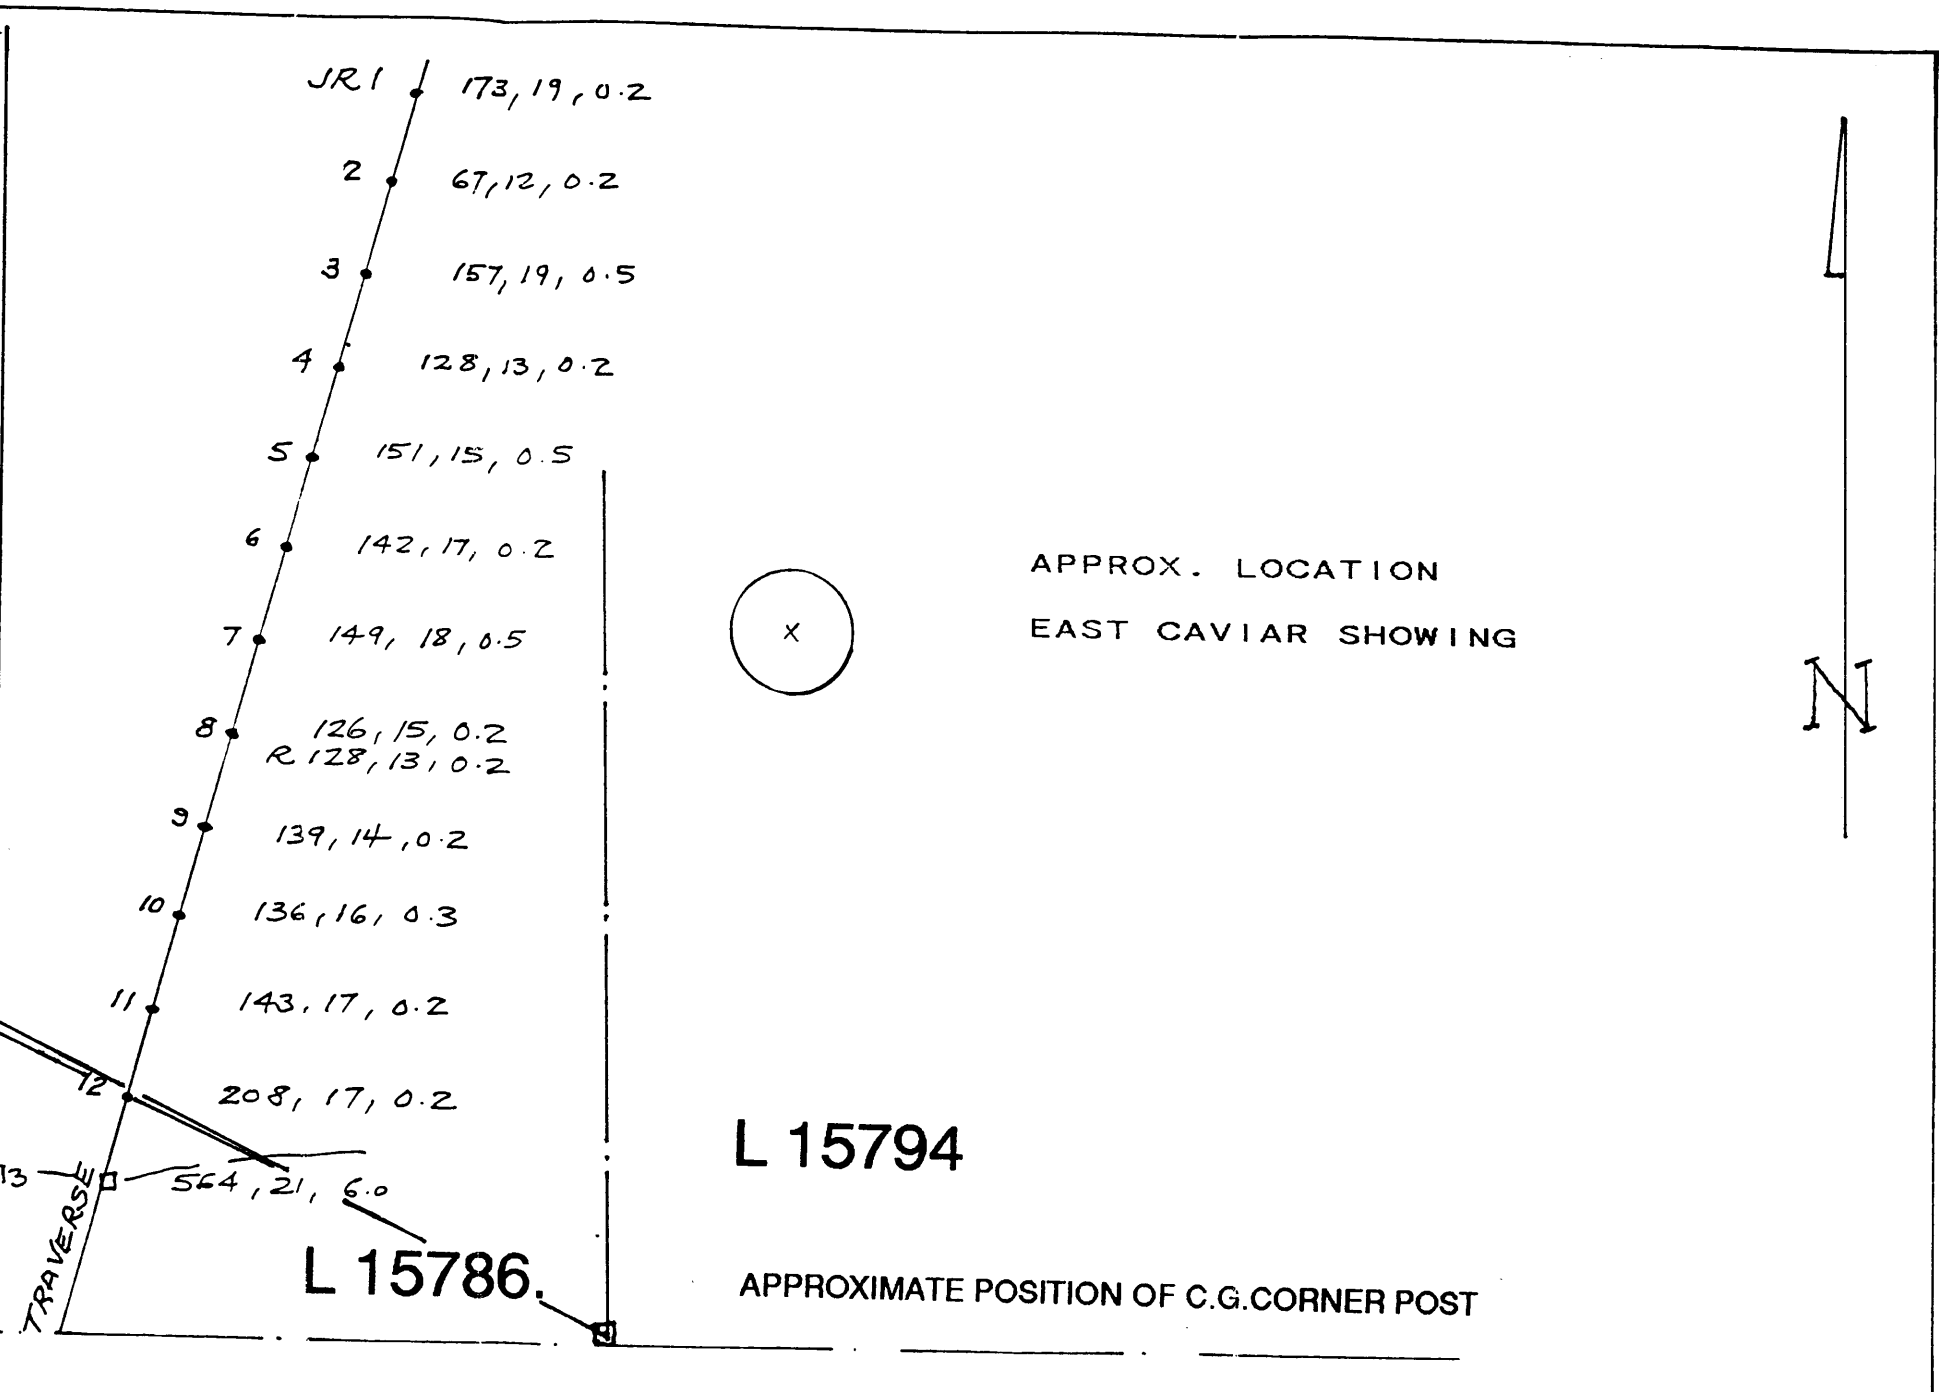 JR1 173, 19, 0.2
2 67, 12, 0.2
3 157, 19, 0.5
4 128, 13, 0.2
5 151, 15, 0.5
6 142, 17, 0.2
APPROX. LOCATION
EAST CAVIAR SHOWING
X
7 149, 18, 0.5
N
8 126, 15, 0.2
R 128, 13, 0.2
9 139, 14, 0.2
10 136, 16, 0.3
11 143, 17, 0.2
12 208, 17, 0.2
L 15794
13 564, 21, 6.0
TRAVERSE
L 15786.
APPROXIMATE POSITION OF C.G.CORNER POST